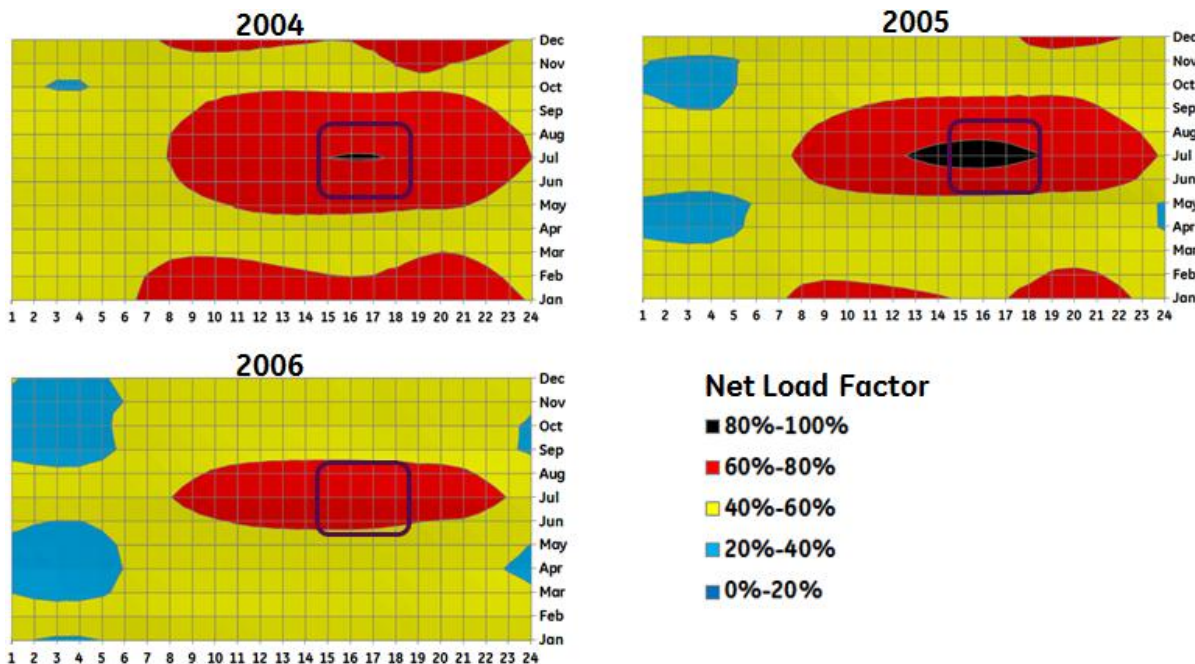 2004
Dec
Nov
Oct
Sep
Aug
Jul
Jun
May
Apr
Mar
Feb
Jan
1 2 3 4 5 6 7 8 9 10 11 12 13 14 15 16 17 18 19 20 21 22 23 24
2005
Dec
Nov
Oct
Sep
Aug
Jul
Jun
May
Apr
Mar
Feb
Jan
1 2 3 4 5 6 7 8 9 10 11 12 13 14 15 16 17 18 19 20 21 22 23 24
2006
Dec
Nov
Oct
Sep
Aug
Jul
Jun
May
Apr
Mar
Feb
Jan
1 2 3 4 5 6 7 8 9 10 11 12 13 14 15 16 17 18 19 20 21 22 23 24
Net Load Factor
80%-100%
60%-80%
40%-60%
20%-40%
0%-20%